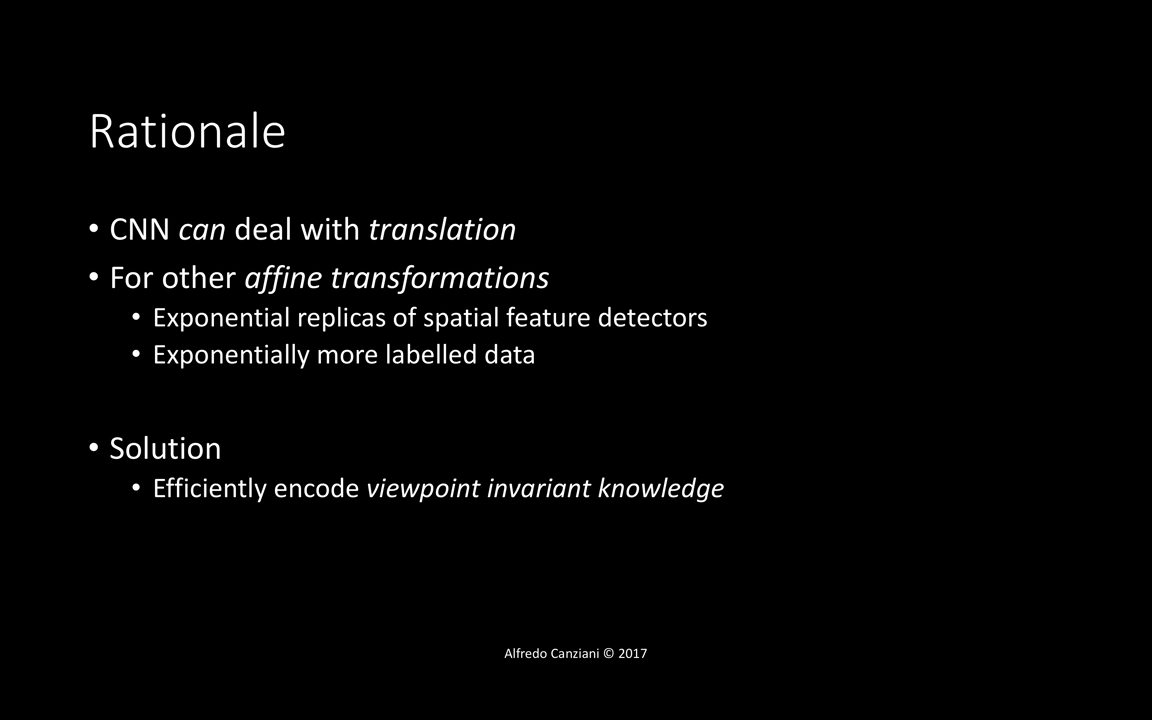 Rationale
• CNN can deal with translation
• For other affine transformations
• Exponential replicas of spatial feature detectors
• Exponentially more labelled data
• Solution
• Efficiently encode viewpoint invariant knowledge
Alfredo Canziani © 2017